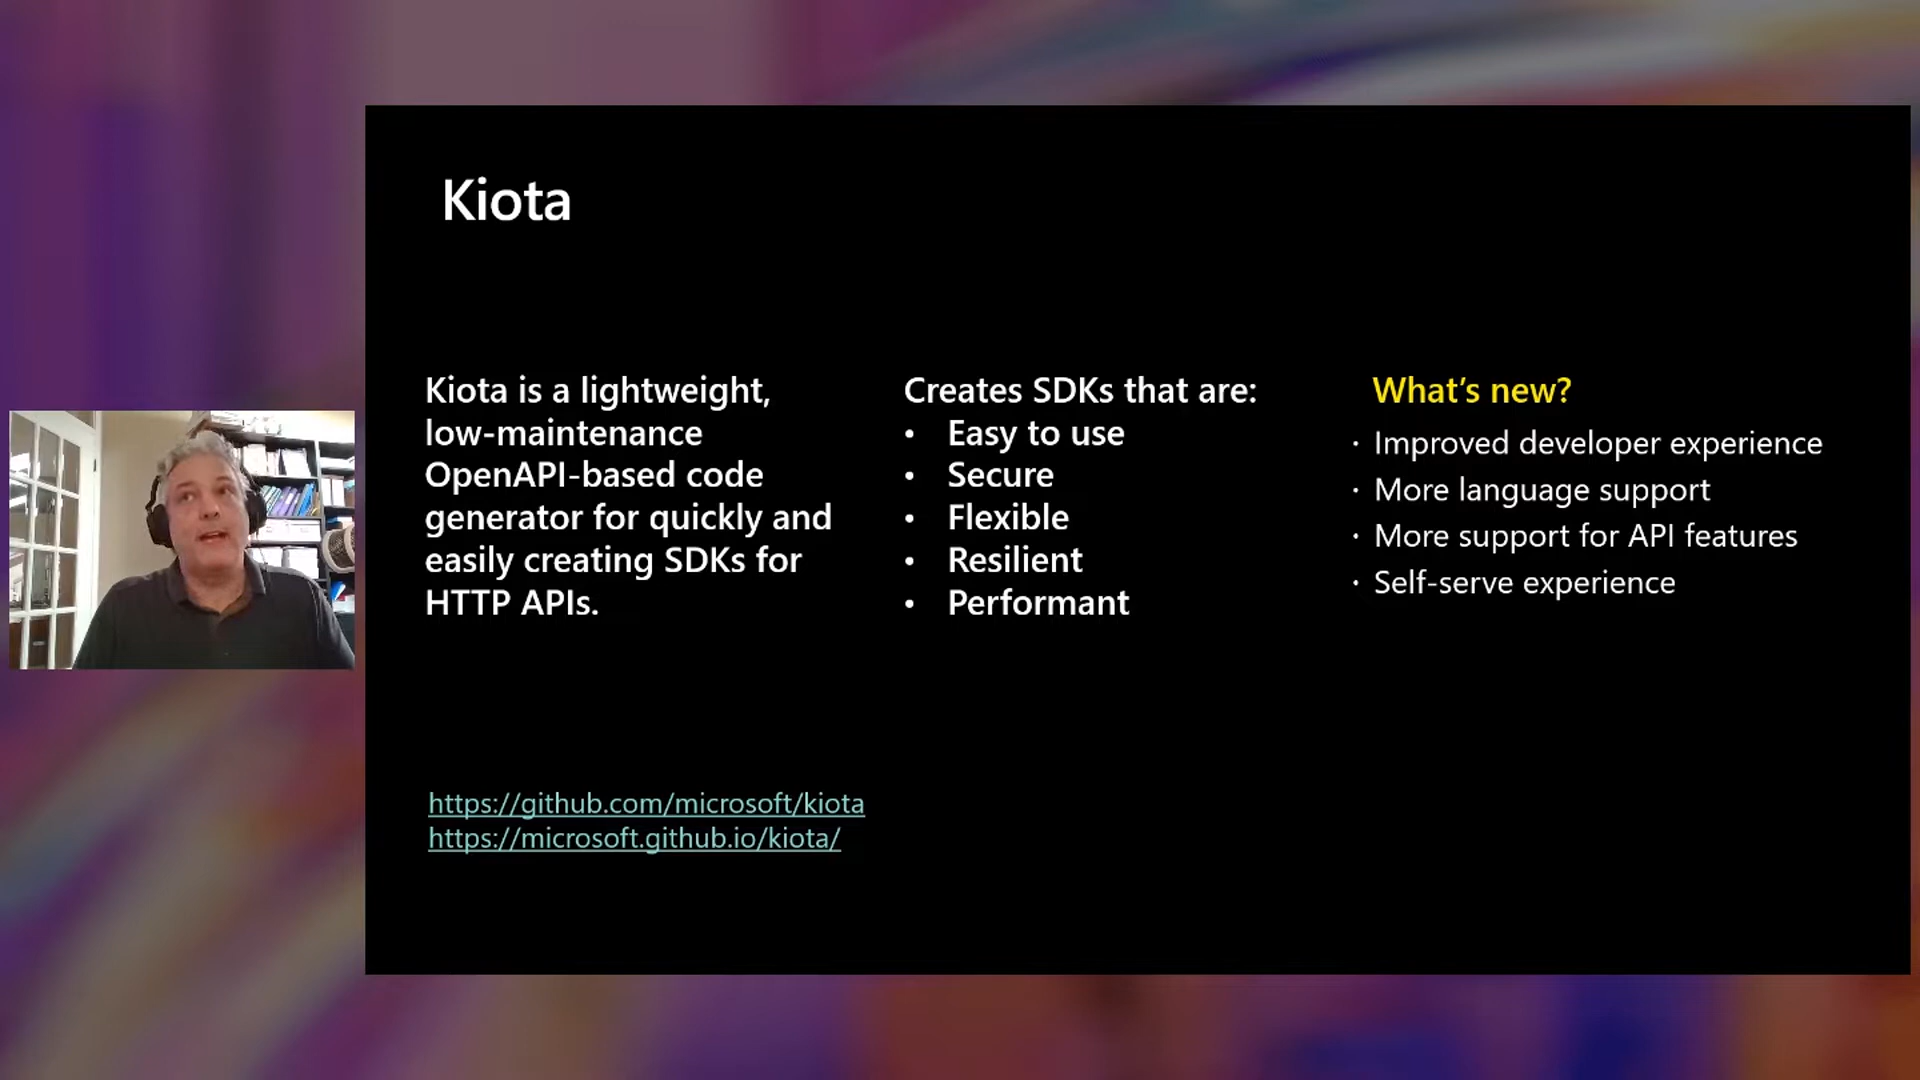 Kiota
Kiota is a lightweight,
low-maintenance
OpenAPI-based code
generator for quickly and
easily creating SDKs for
HTTP APIs.
Creates SDKs that are:
• Easy to use
• Secure
• Flexible
• Resilient
• Performant
What’s new?
· Improved developer experience
· More language support
· More support for API features
· Self-serve experience
https://github.com/microsoft/kiota
https://microsoft.github.io/kiota/